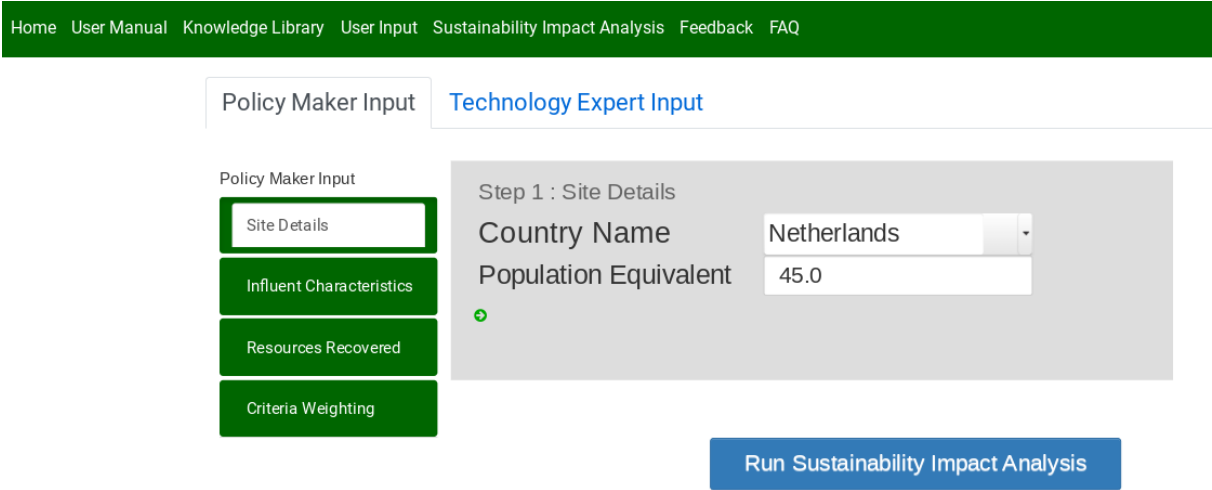 Home User Manual Knowledge Library User Input Sustainability Impact Analysis Feedback FAQ
Policy Maker Input Technology Expert Input
Policy Maker Input
Site Details
Influent Characteristics
Resources Recovered
Criteria Weighting
Step 1 : Site Details
Country Name Netherlands
Population Equivalent 45.0
Run Sustainability Impact Analysis